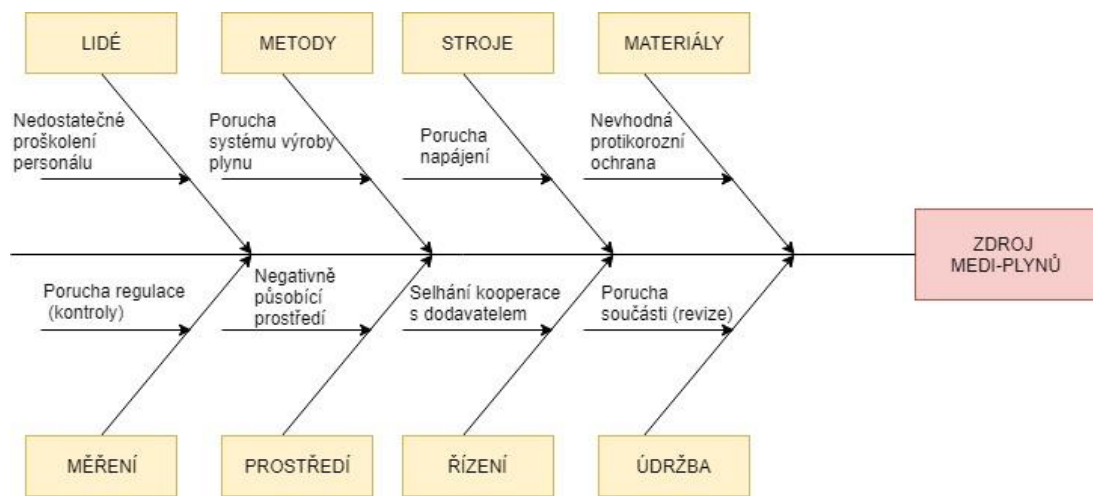 LIDÉ
METODY
STROJE
MATERIÁLY
Nedostatečné
proškolení
personálu
Porucha
systému výroby
plynu
Porucha
napájení
Nevhodná
protikorozní
ochrana
ZDROJ
MEDI-PLYNŮ
Porucha regulace
(kontroly)
Negativně
působící
prostředí
Selhání kooperace
s dodavatelem
Porucha
součásti (revize)
MĚŘENÍ
PROSTŘEDÍ
ŘÍZENÍ
ÚDRŽBA